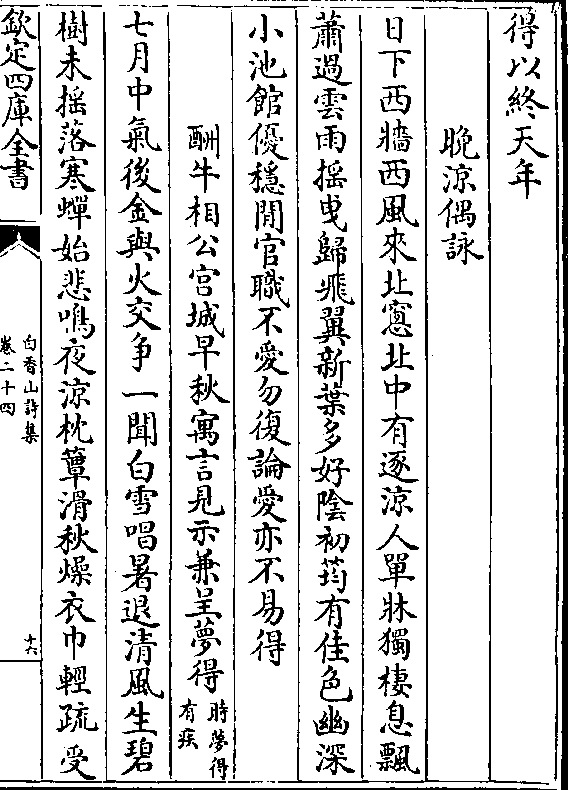 得以終天年
晚涼偶詠
日下西牆西風來北窻北中有逐涼人單牀獨棲息飄
蕭過雲雨搖曵歸飛翼新葉多好陰初筠有佳色幽深
小池館優穩閒官職不愛勿復論愛亦不易得
酬牛相公宫城早秋寓言見示兼呈夢得時夢得有疾
七月中氣後金與火交争一聞白雪唱暑退清風生碧
樹未搖落寒蟬始悲鳴夜涼枕簟滑秋燥衣巾輕疏受
欽定四庫全書
白香山詩集
卷二十四
十六